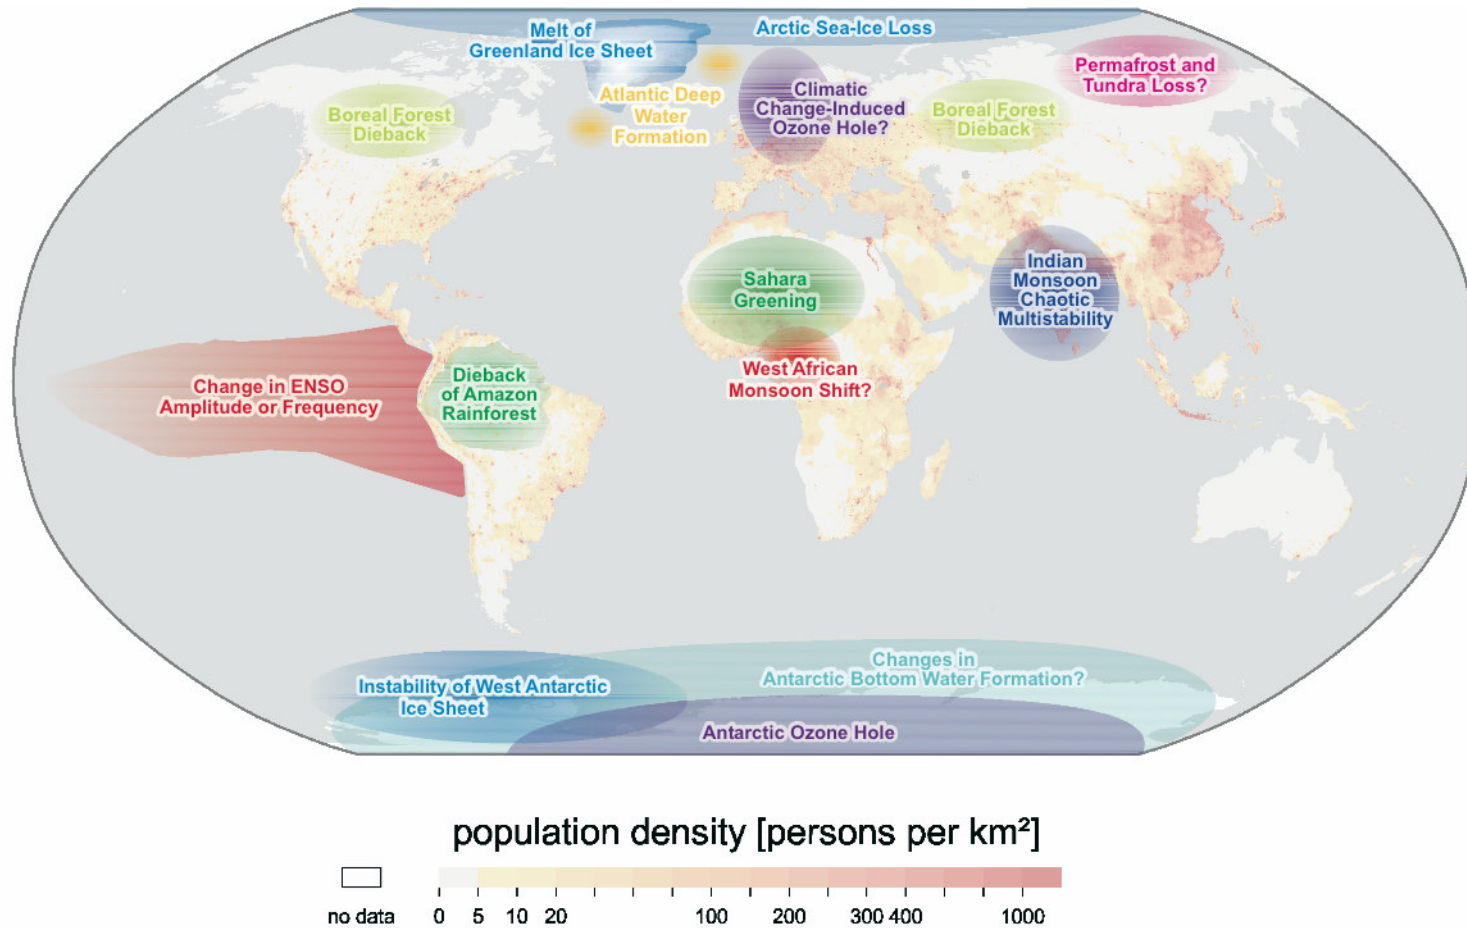 Melt of
Greenland Ice Sheet
Arctic Sea-Ice Loss
Atlantic Deep
Water
Formation
Climatic
Change-Induced
Ozone Hole?
Permafrost and
Tundra Loss?
Boreal Forest
Dieback
Boreal Forest
Dieback
Sahara
Greening
Indian
Monsoon
Chaotic
Multistability
West African
Monsoon Shift?
Change in ENSO
Amplitude or Frequency
Dieback
of Amazon
Rainforest
Changes in
Antarctic Bottom Water Formation?
Instability of West Antarctic
Ice Sheet
Antarctic Ozone Hole
population density [persons per km²]
no data
0 5 10 20 100 200 300 400 1000